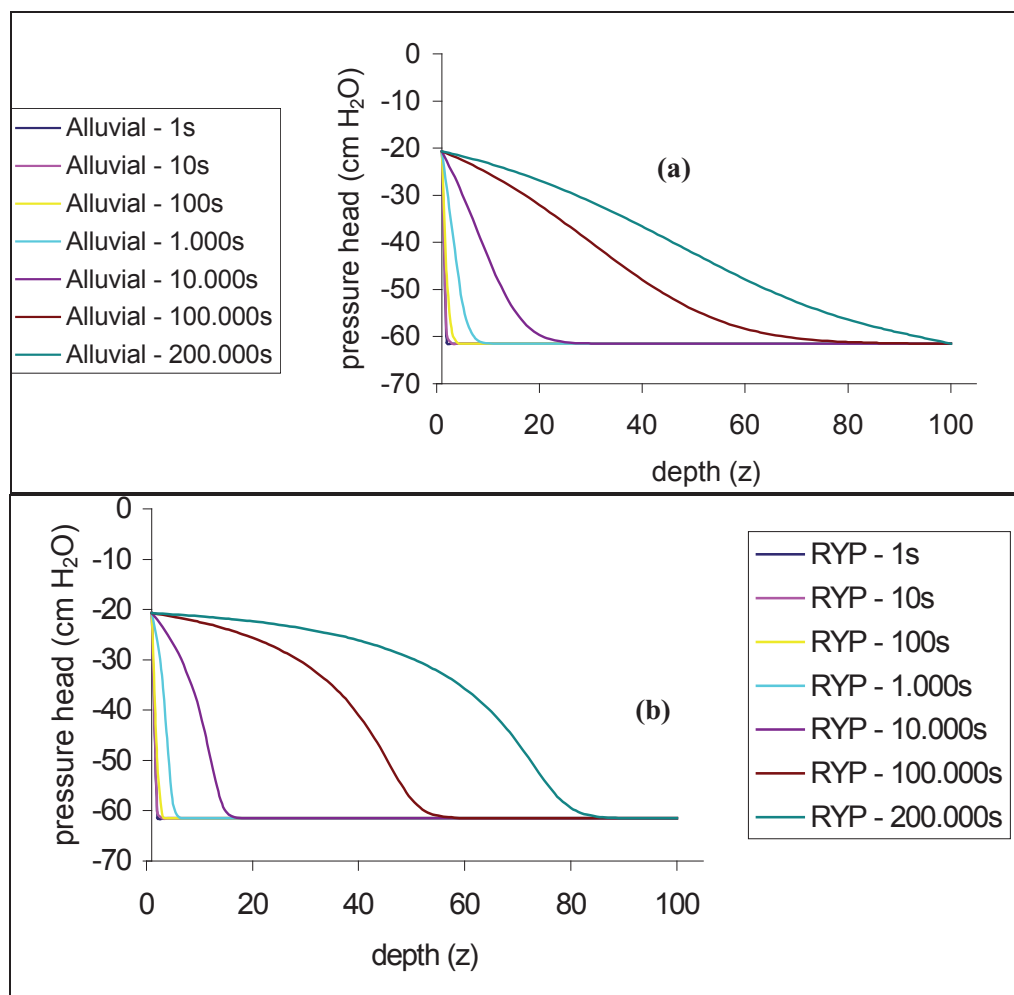 Alluvial - 1s
Alluvial - 10s
Alluvial - 100s
Alluvial - 1.000s
Alluvial - 10.000s
Alluvial - 100.000s
Alluvial - 200.000s
pressure head (cm H₂O)
0
-10
-20
-30
-40
-50
-60
-70
(a)
0 20 40 60 80 100
depth (z)
pressure head (cm H₂O)
0
-10
-20
-30
-40
-50
-60
-70
(b)
0 20 40 60 80 100
depth (z)
RYP - 1s
RYP - 10s
RYP - 100s
RYP - 1.000s
RYP - 10.000s
RYP - 100.000s
RYP - 200.000s